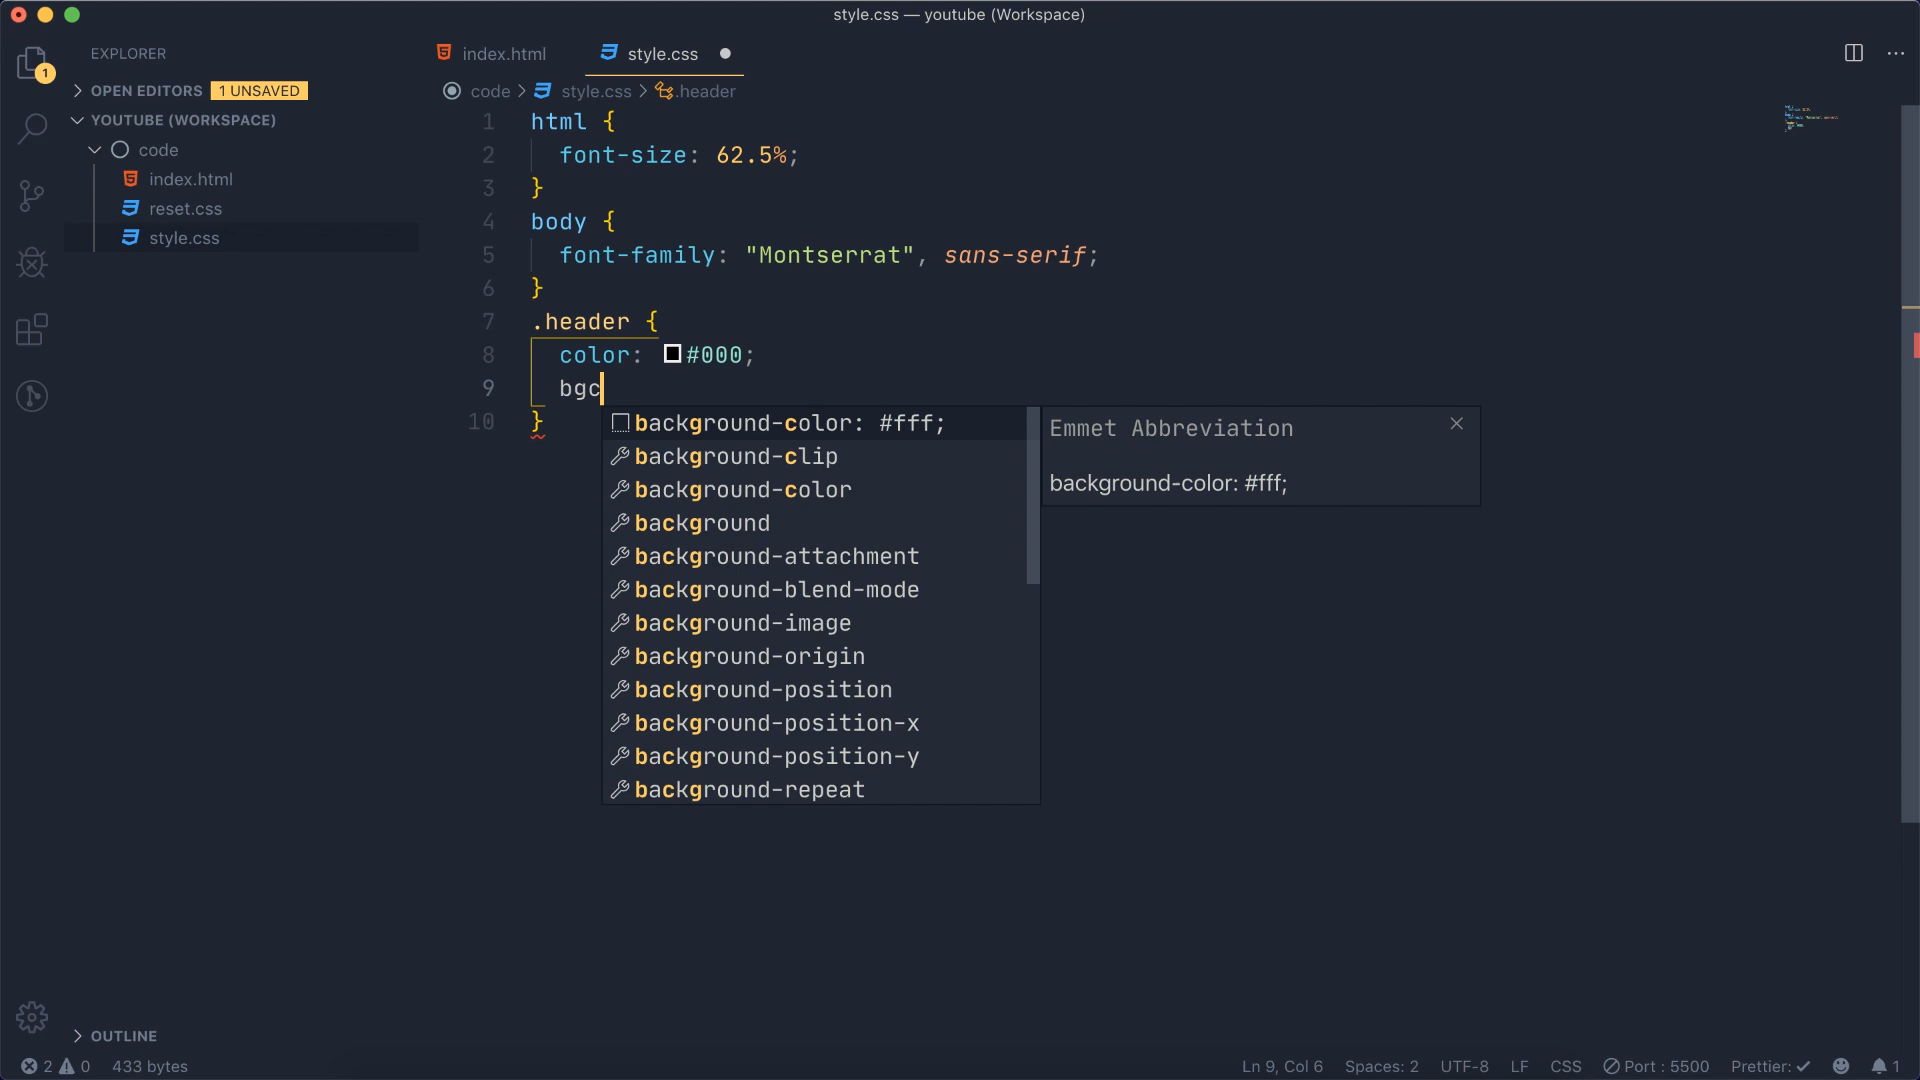 style.css — youtube (Workspace)
EXPLORER
1
OPEN EDITORS 1 UNSAVED
YOUTUBE (WORKSPACE)
code
index.html
reset.css
style.css
OUTLINE
index.html style.css
code > style.css > .header
1 html {
2 font-size: 62.5%;
3 }
4 body {
5 font-family: "Montserrat", sans-serif;
6 }
7 .header {
8 color: #000;
9 bgc
10 }
background-color: #fff;
background-clip
background-color
background
background-attachment
background-blend-mode
background-image
background-origin
background-position
background-position-x
background-position-y
background-repeat
Emmet Abbreviation
background-color: #fff;
2 0 433 bytes Ln 9, Col 6 Spaces: 2 UTF-8 LF CSS Port : 5500 Prettier: 1